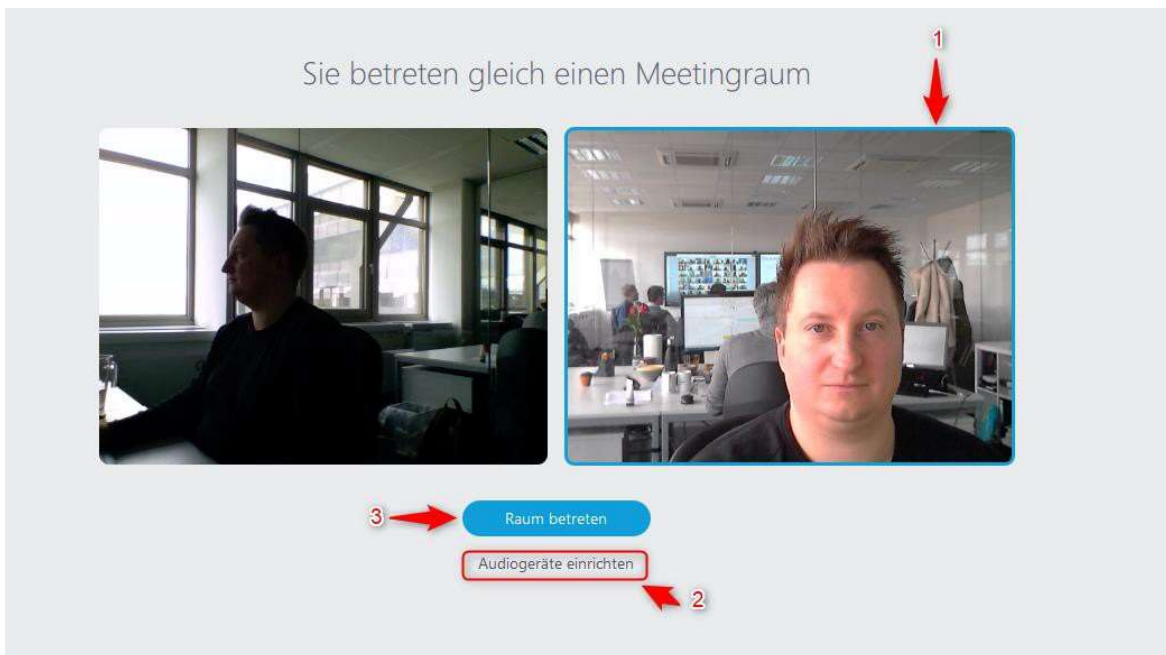 Sie betreten gleich einen Meetingraum
1
3
Raum betreten
Audiogeräte einrichten
2